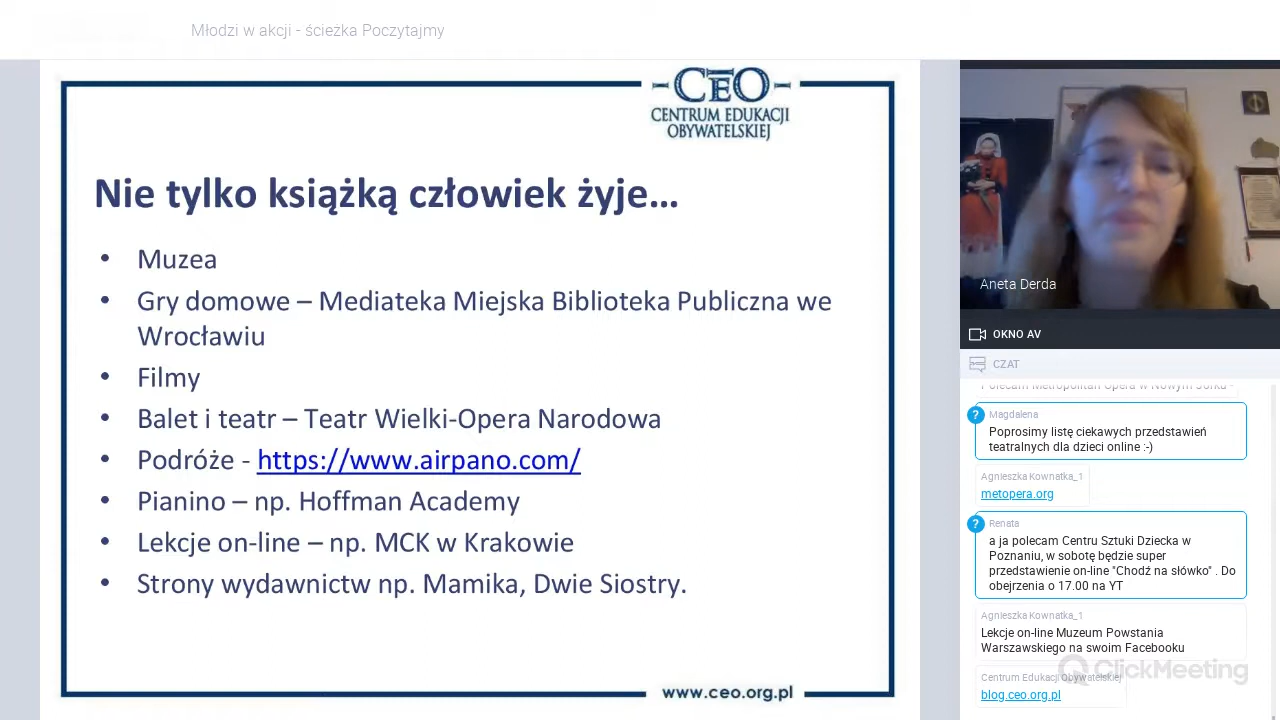 Młodzi w akcji - ścieżka Poczytajmy
CEO
CENTRUM EDUKACJI
OBYWATELSKIEJ
Nie tylko książką człowiek żyje...
• Muzea
• Gry domowe – Mediateka Miejska Biblioteka Publiczna we
Wrocławiu
• Filmy
• Balet i teatr – Teatr Wielki-Opera Narodowa
• Podróże - https://www.airpano.com/
• Pianino – np. Hoffman Academy
• Lekcje on-line – np. MCK w Krakowie
• Strony wydawnictw np. Mamika, Dwie Siostry.
www.ceo.org.pl
Aneta Derda
OKNO AV
CZAT
Polecam Metropolitan Opera w Nowym Jorku -
? Magdalena
Poprosimy listę ciekawych przedstawień
teatralnych dla dzieci online :-)
Agnieszka Kownatka_1
metopera.org
? Renata
a ja polecam Centru Sztuki Dziecka w
Poznaniu, w sobotę będzie super
przedstawienie on-line "Chodź na słówko" . Do
obejrzenia o 17.00 na YT
Agnieszka Kownatka_1
Lekcje on-line Muzeum Powstania
Warszawskiego na swoim Facebooku
Centrum Edukacji Obywatelskiej
blog.ceo.org.pl
ClickMeeting